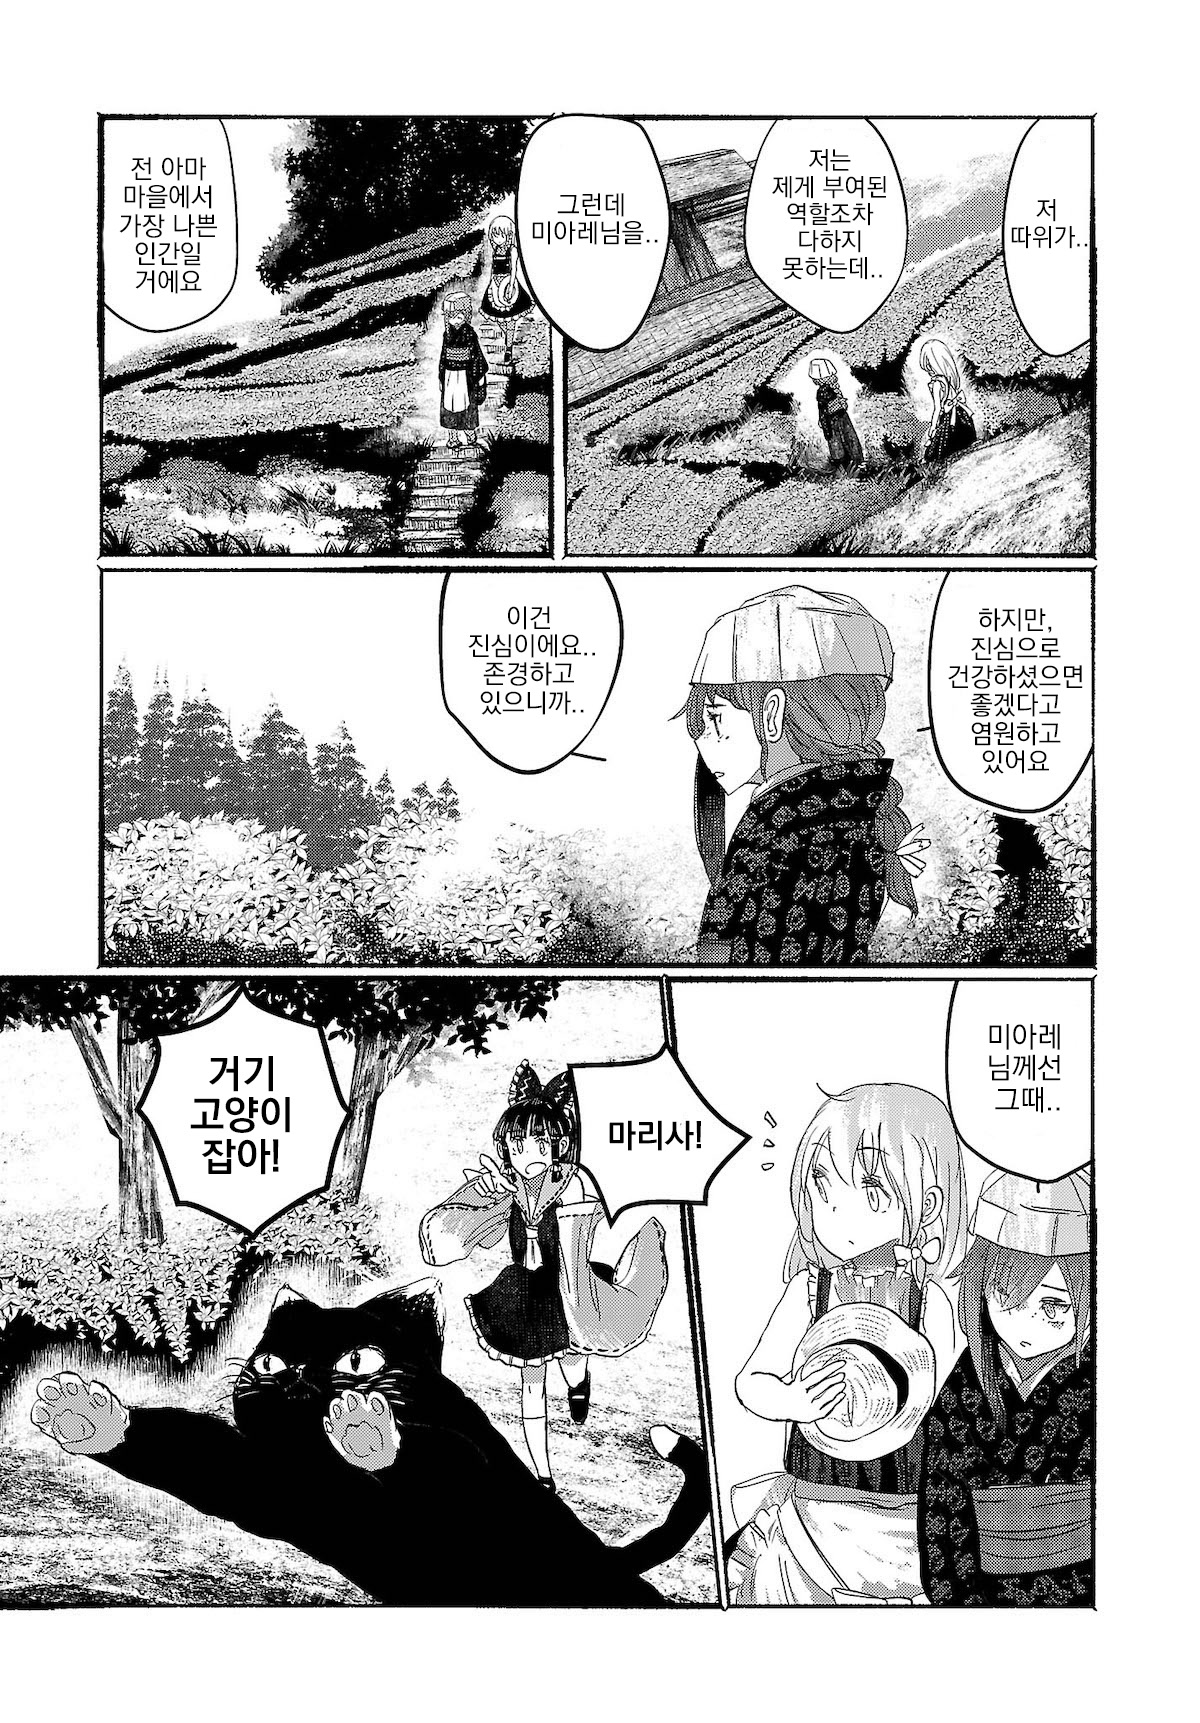 저
따위가..
저는
제게 부여된
역할조차
다하지
못하는데..
그런데
미아레님을..
전 아마
마을에서
가장 나쁜
인간일
거에요
하지만,
진심으로
건강하셨으면
좋겠다고
염원하고
있어요
이건
진심이에요..
존경하고
있으니까..
미아레
님께선
그때..
마리사!
거기
고양이
잡아!